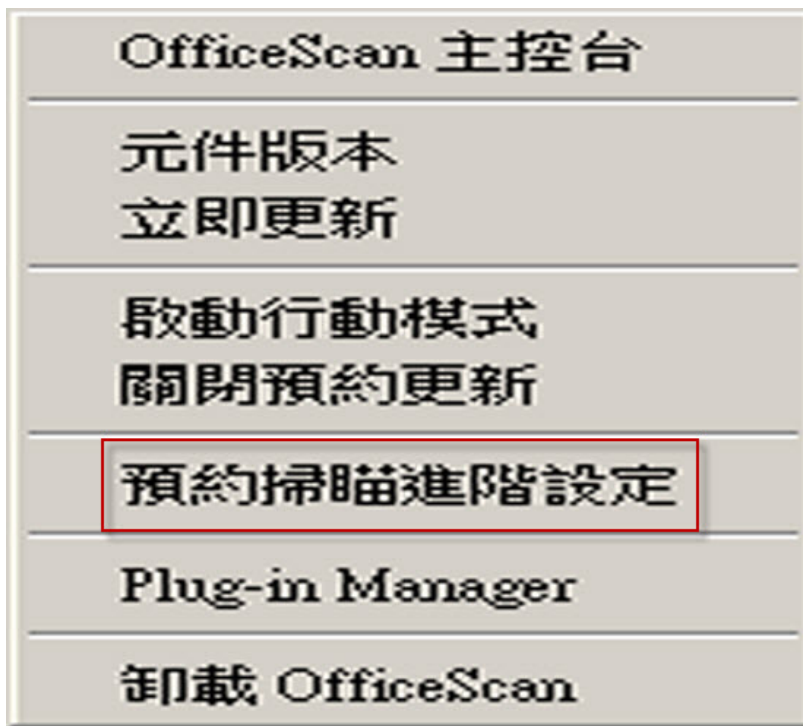 OfficeScan 主控台
元件版本
立即更新
啟動行動模式
關閉預約更新
預約掃瞄進階設定
Plug-in Manager
卸載 OfficeScan